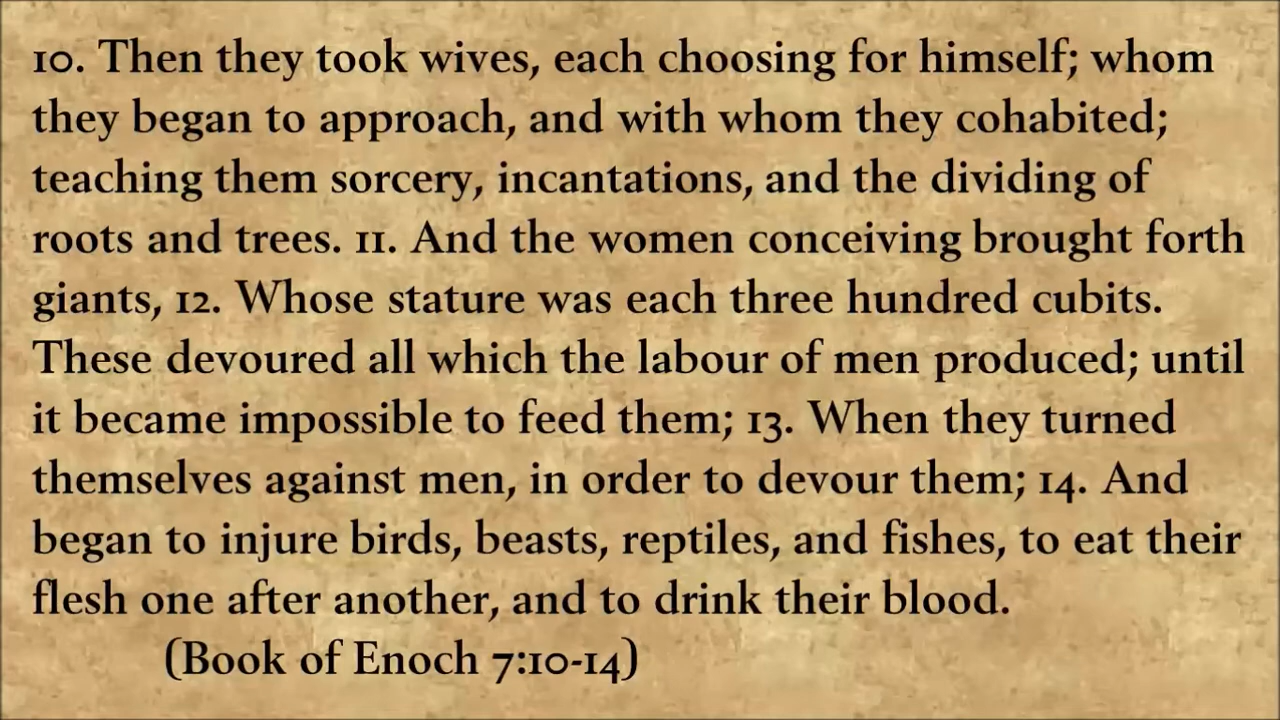 10. Then they took wives, each choosing for himself; whom
they began to approach, and with whom they cohabited;
teaching them sorcery, incantations, and the dividing of
roots and trees. 11. And the women conceiving brought forth
giants, 12. Whose stature was each three hundred cubits.
These devoured all which the labour of men produced; until
it became impossible to feed them; 13. When they turned
themselves against men, in order to devour them; 14. And
began to injure birds, beasts, reptiles, and fishes, to eat their
flesh one after another, and to drink their blood.
(Book of Enoch 7:10-14)